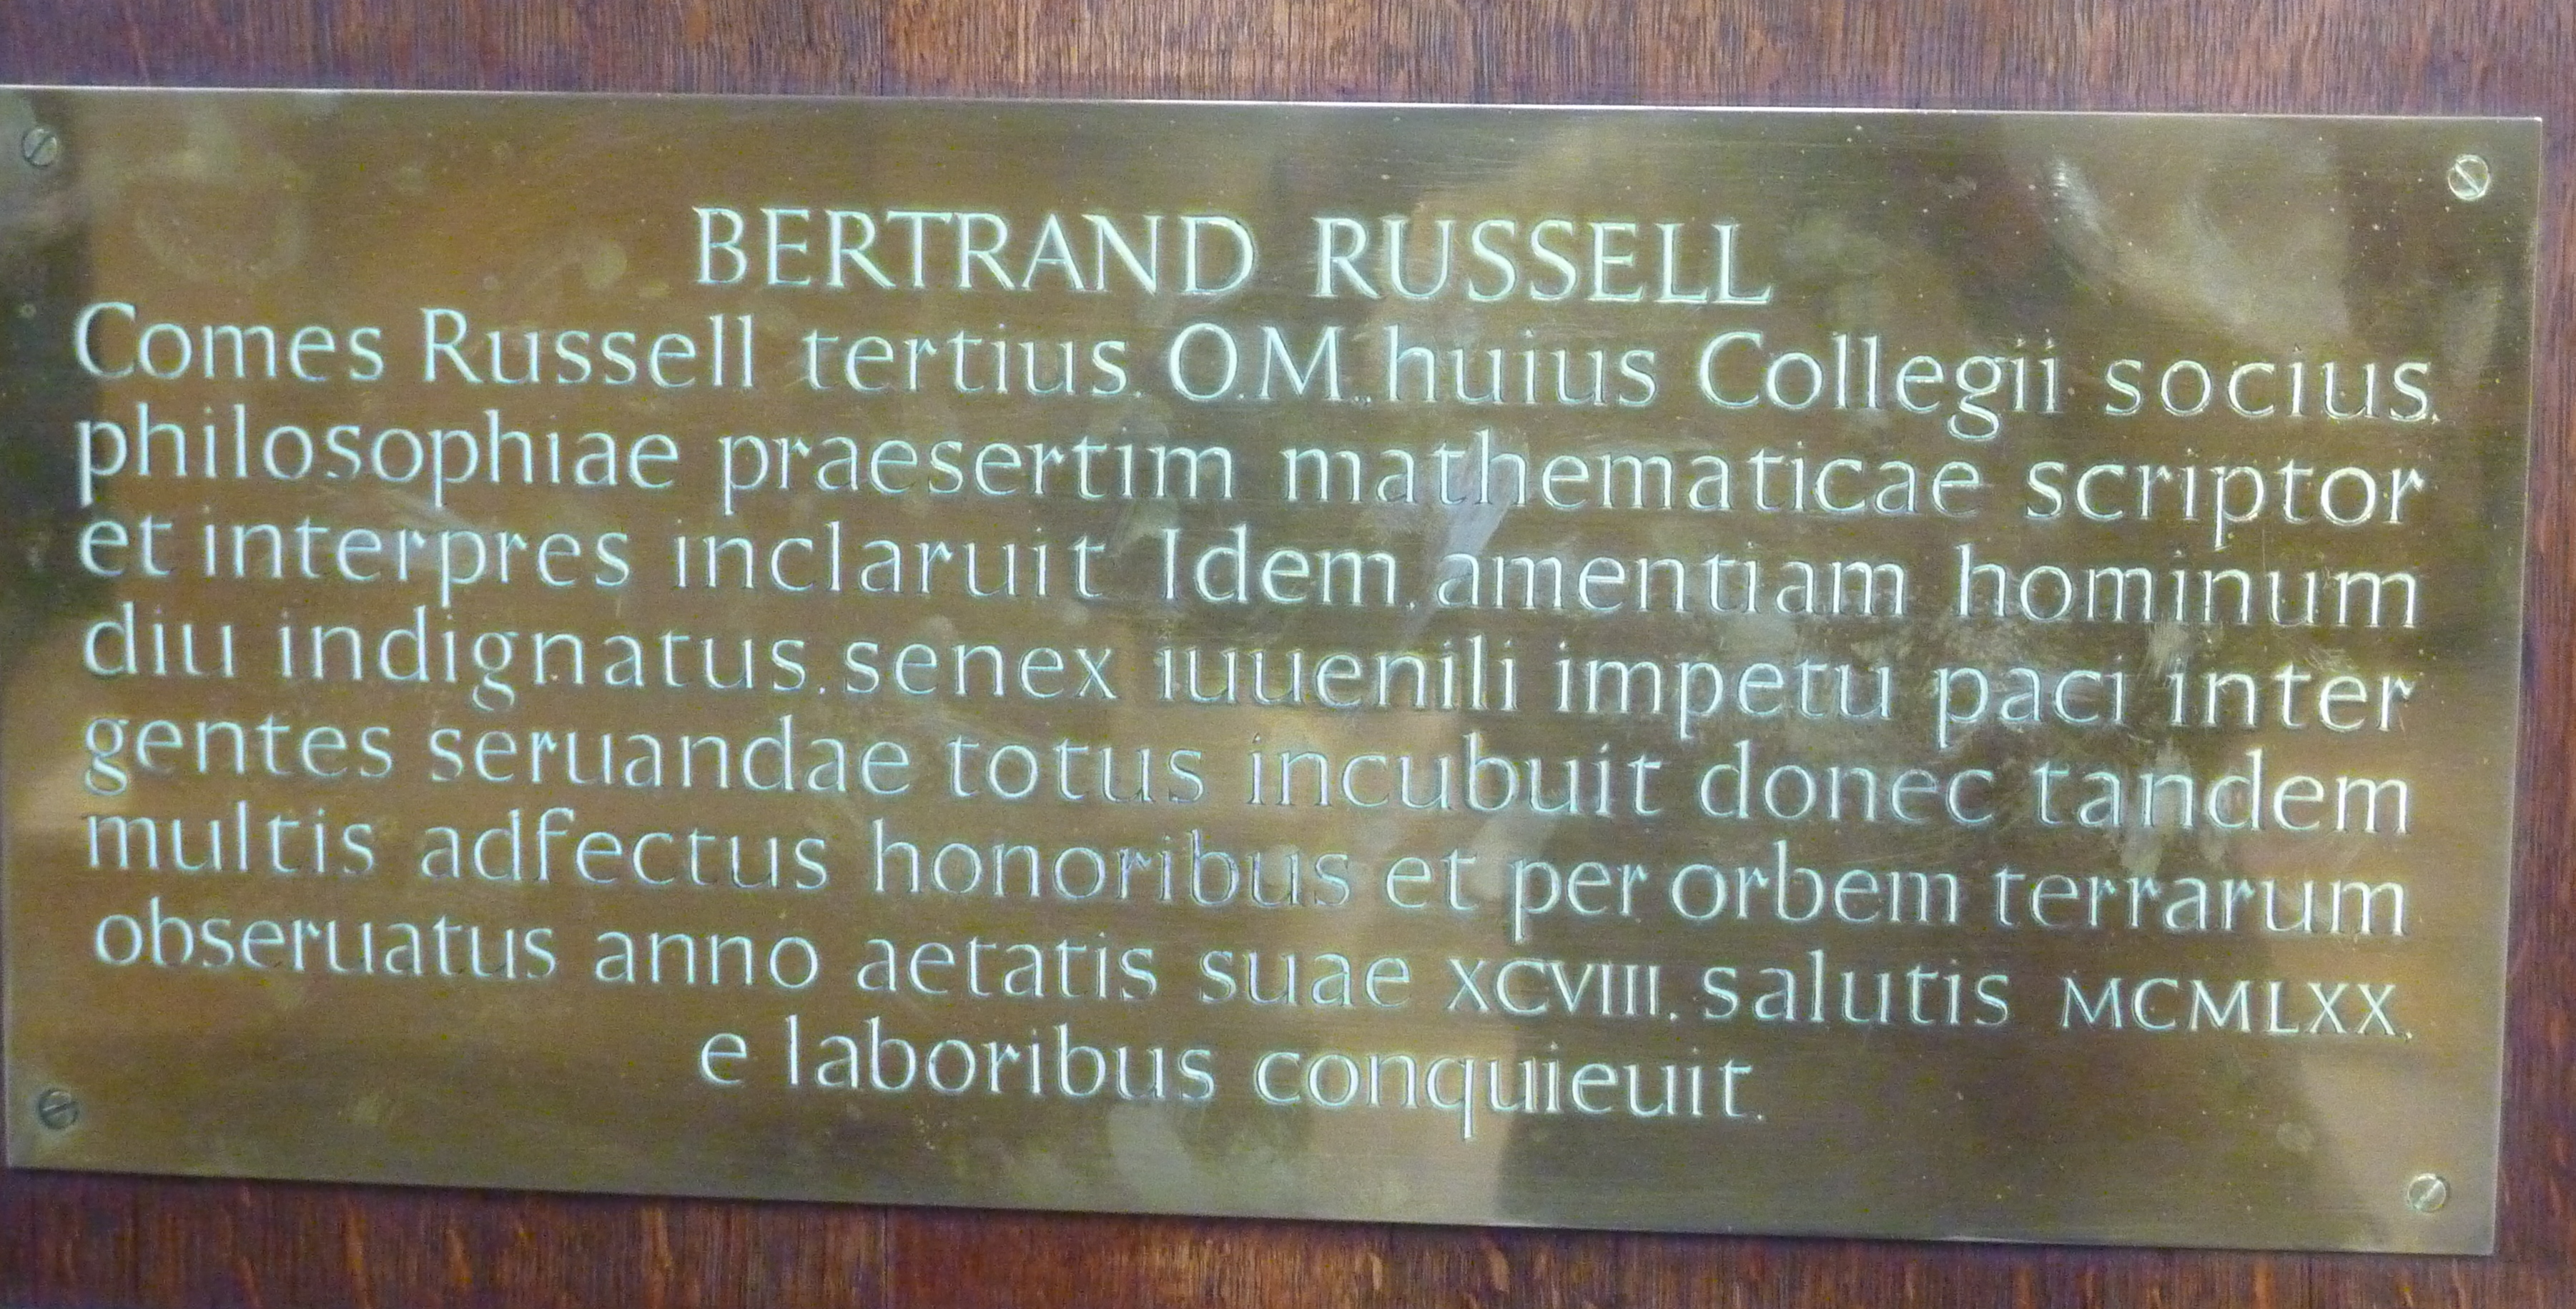 BERTRAND RUSSELL
Comes Russell tertius. O.M., huius Collegii socius,
philosophiae praesertim mathematicae scriptor
et interpres inclaruit. Idem, amentiam hominum
diu indignatus, senex iuuenili impetu paci inter
gentes seruandae totus incubuit donec tandem
multis adfectus honoribus et per orbem terrarum
obseruatus anno aetatis suae XCVIII, salutis MCMLXX,
e laboribus conquieuit.